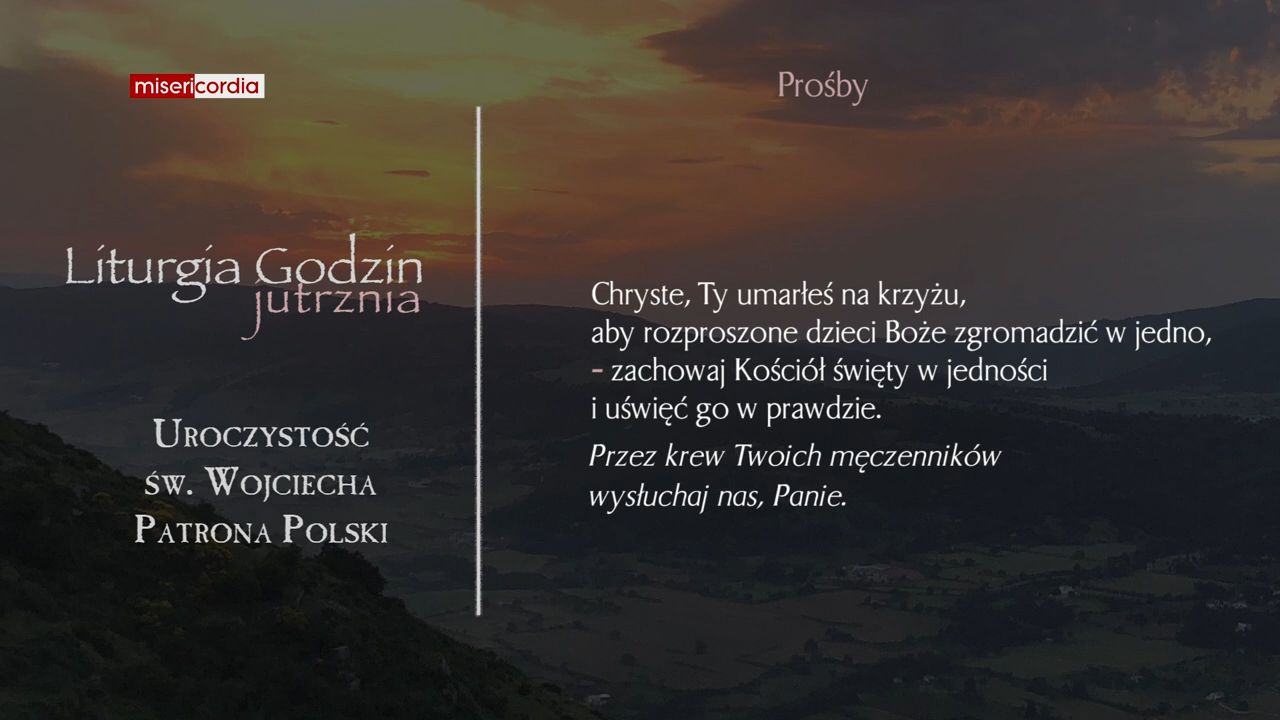 misericordia
Liturgia Godzin
jutrznia
Uroczystość
św. Wojciecha
Patrona Polski
Prośby
Chryste, Ty umarłeś na krzyżu,
aby rozproszone dzieci Boże zgromadzić w jedno,
- zachowaj Kościół święty w jedności
i uświęć go w prawdzie.
Przez krew Twoich męczenników
wysłuchaj nas, Panie.